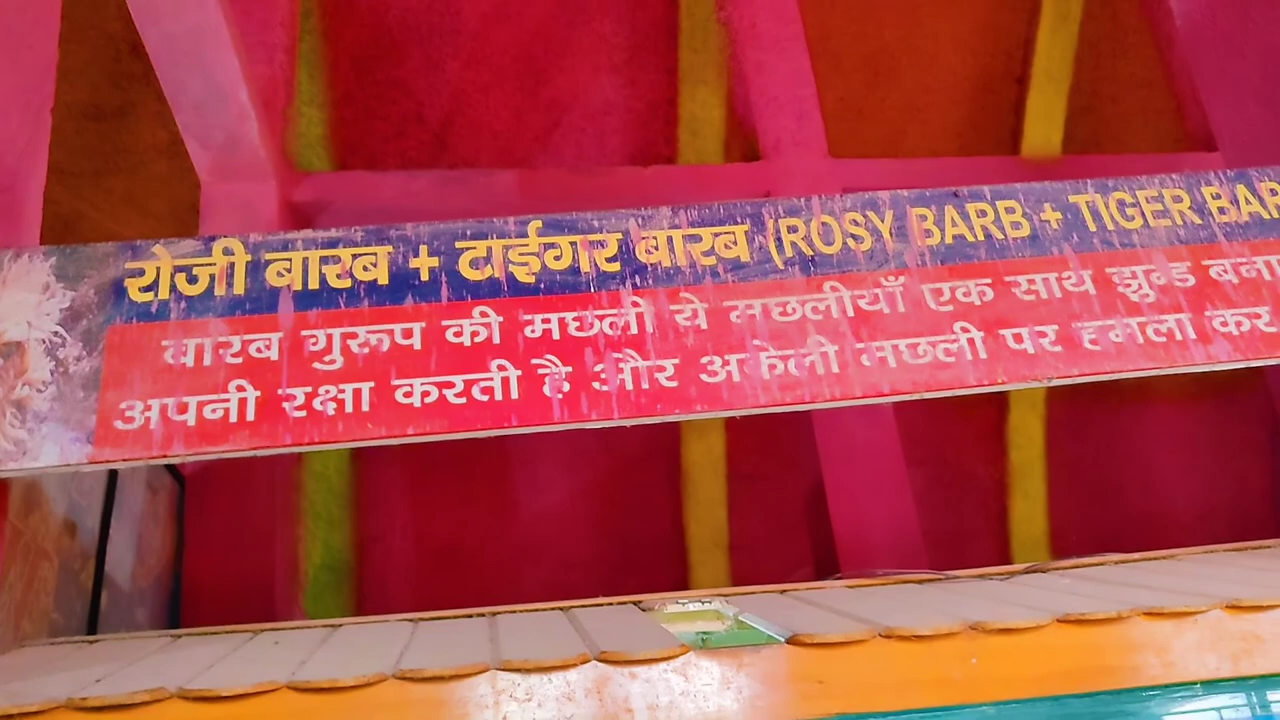 रोजी बारब + टाईगर बारब (ROSY BARB + TIGER BAR
बारब गुरूप की मछली ये मछलीयाँ एक साथ झुन्ड बना
अपनी रक्षा करती है और अकेली मछली पर हमला कर